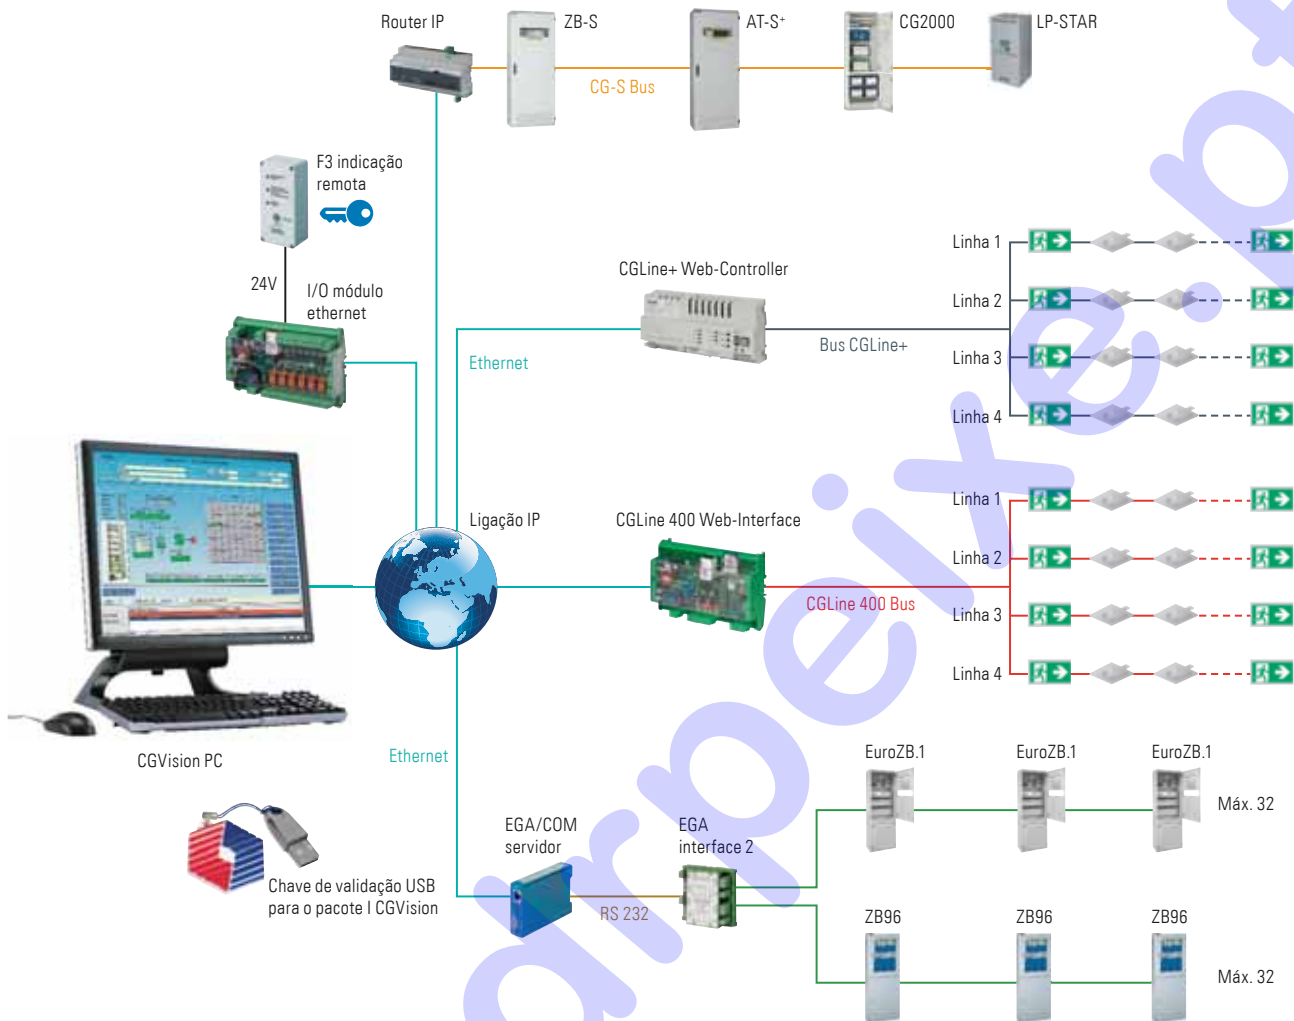 Router IP
ZB-S
AT-S+
CG2000
LP-STAR
CG-S Bus
F3 indicação
remota
24V
I/O módulo
ethernet
CGLine+ Web-Controller
Ethernet
Bus CGLine+
Linha 1
Linha 2
Linha 3
Linha 4
Ligação IP
CGLine 400 Web-Interface
CGLine 400 Bus
Linha 1
Linha 2
Linha 3
Linha 4
CGVision PC
Ethernet
Chave de validação USB
para o pacote I CGVision
EGA/COM
servidor
RS 232
EGA
interface 2
EuroZB.1
EuroZB.1
EuroZB.1
Máx. 32
ZB96
ZB96
ZB96
Máx. 32